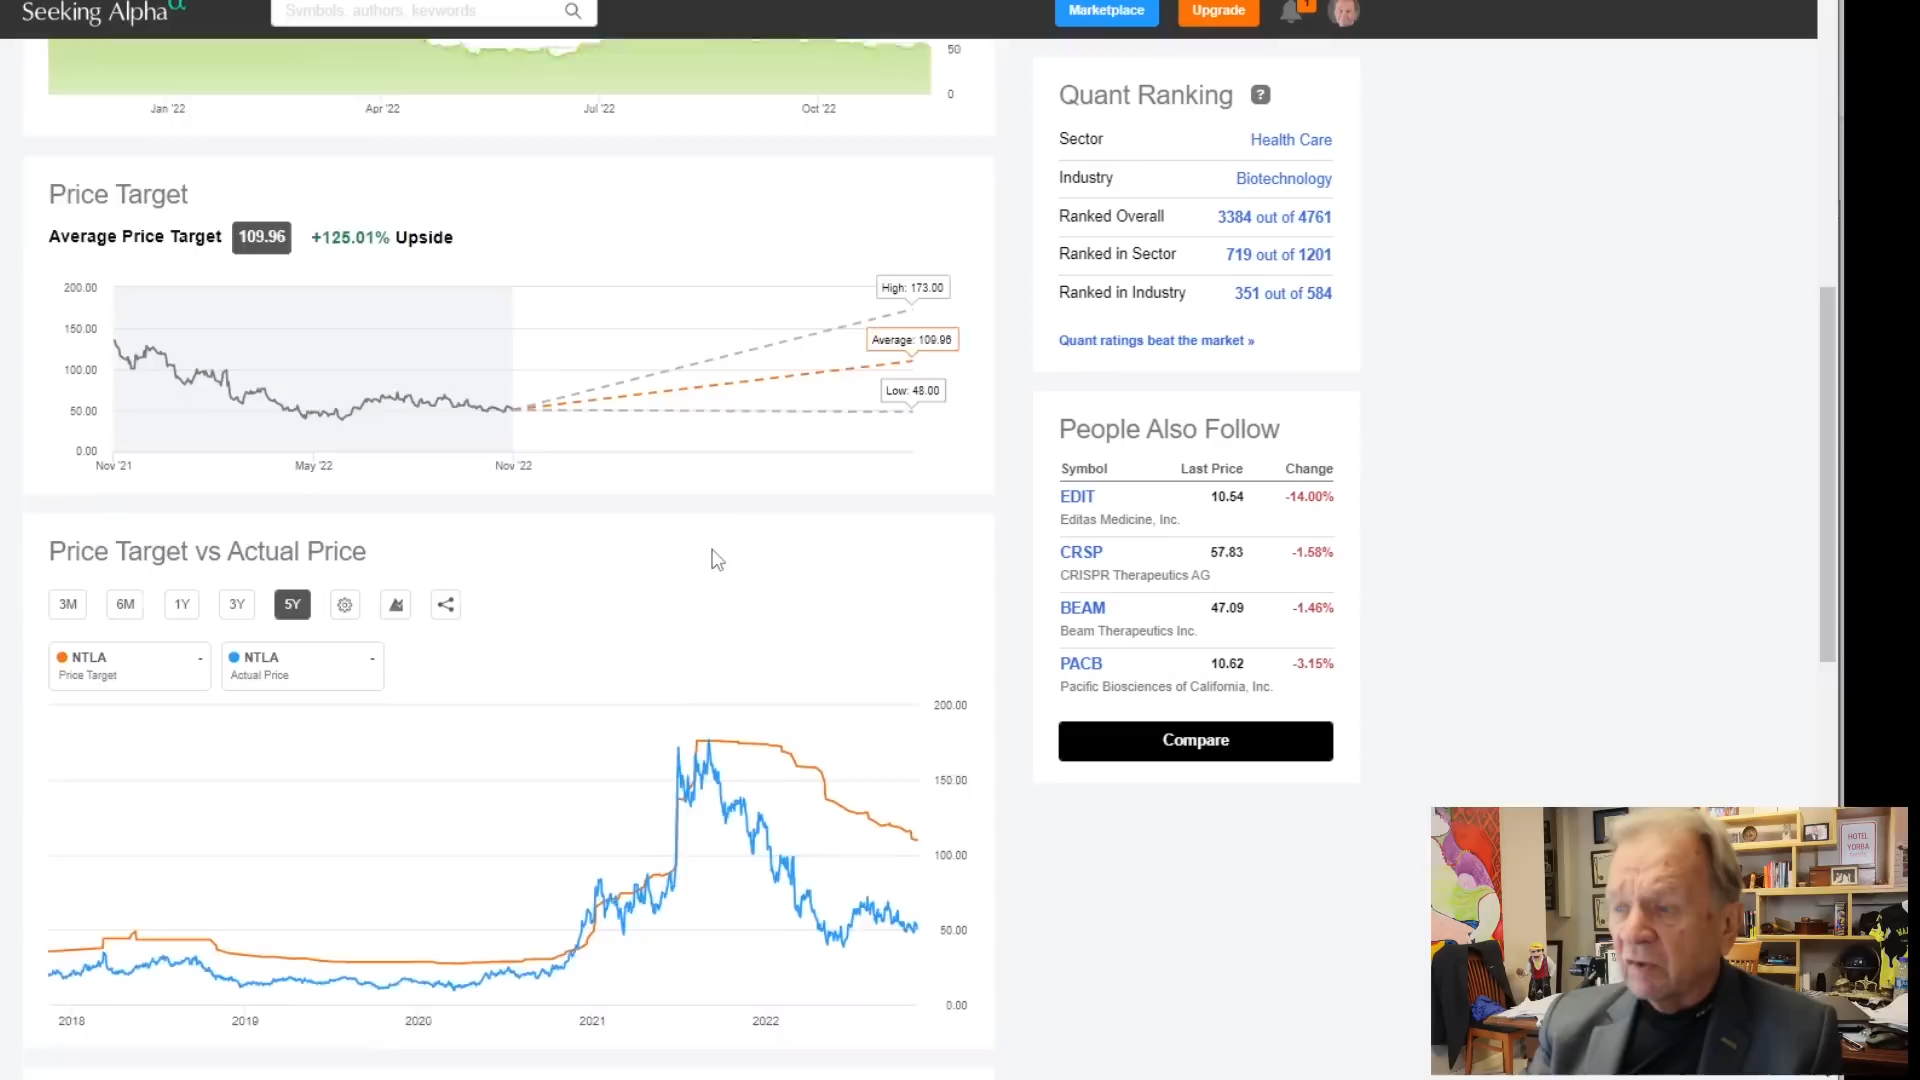 Seeking Alpha α
Symbols, authors, keywords
Marketplace
Upgrade
1
50
0
Jan '22
Apr '22
Jul '22
Oct '22
Price Target
Average Price Target 109.96 +125.01% Upside
200.00
150.00
100.00
50.00
0.00
High: 173.00
Average: 109.96
Low: 48.00
Nov '21
May '22
Nov '22
Price Target vs Actual Price
3M 6M 1Y 3Y 5Y
NTLA -
Price Target
NTLA -
Actual Price
200.00
150.00
100.00
50.00
0.00
2018
2019
2020
2021
2022
Quant Ranking ?
Sector Health Care
Industry Biotechnology
Ranked Overall 3384 out of 4761
Ranked in Sector 719 out of 1201
Ranked in Industry 351 out of 584
Quant ratings beat the market »
People Also Follow
Symbol Last Price Change
EDIT 10.54 -14.00%
Editas Medicine, Inc.
CRSP 57.83 -1.58%
CRISPR Therapeutics AG
BEAM 47.09 -1.46%
Beam Therapeutics Inc.
PACB 10.62 -3.15%
Pacific Biosciences of California, Inc.
Compare
HOTEL
YORBA